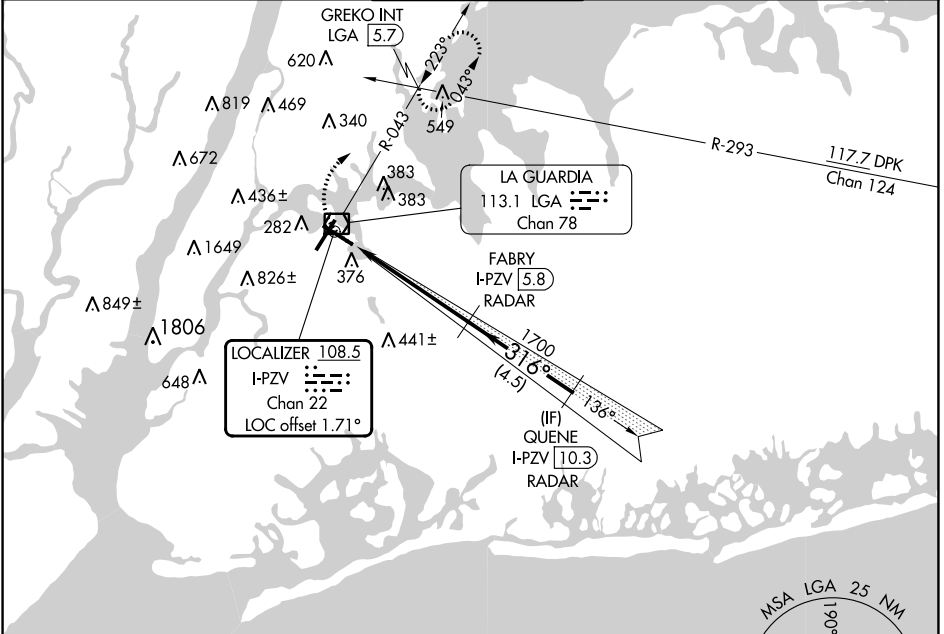 GREKO INT
LGA 5.7
620
223°
043°
819
469
340
549
R-043
R-293
117.7 DPK
Chan 124
672
383
383
436±
282
LA GUARDIA
113.1 LGA
Chan 78
1649
826±
376
FABRY
I-PZV 5.8
RADAR
849±
1806
441±
1700
316°
(4.5)
136°
648
LOCALIZER 108.5
I-PZV
Chan 22
LOC offset 1.71°
(IF)
QUENE
I-PZV 10.3
RADAR
MSA LGA 25 NM
190°